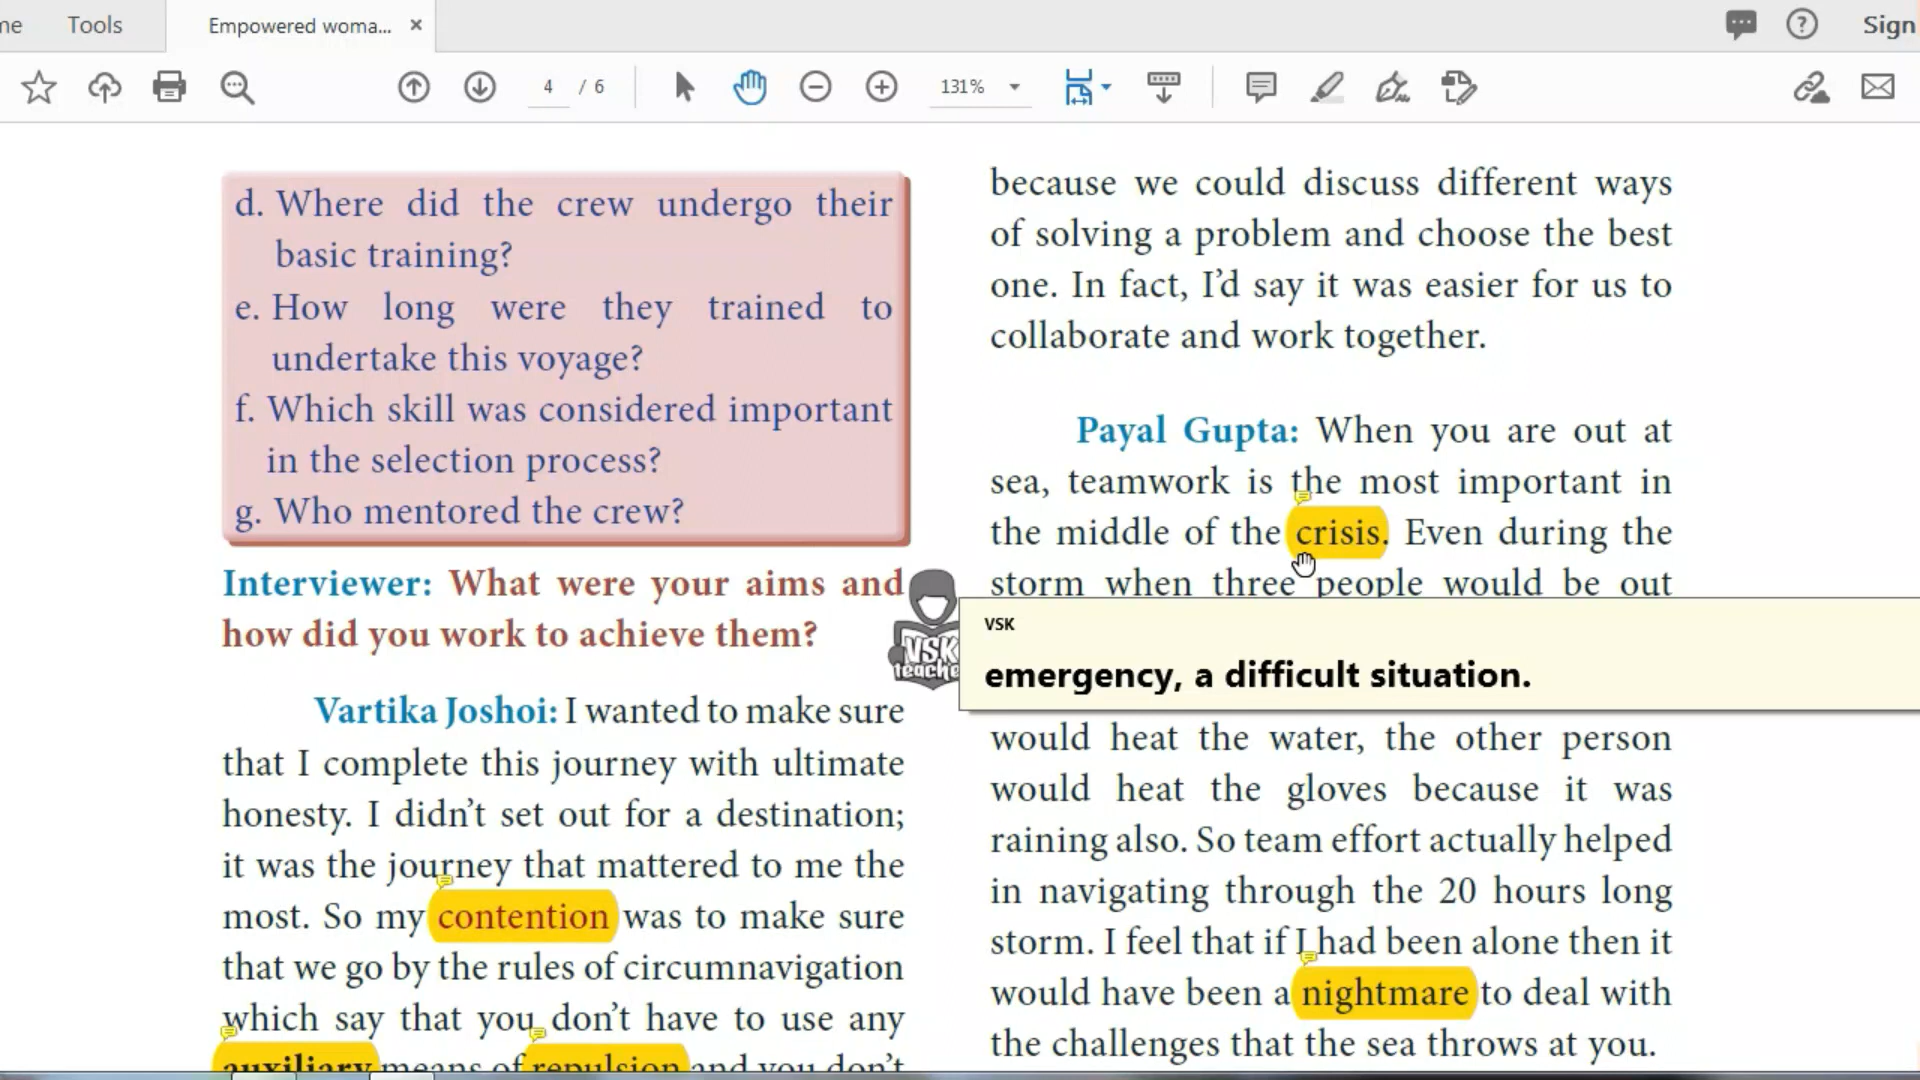 me
Tools
Empowered woma...
×
Sign
4
/ 6
131%
d. Where did the crew undergo their
basic training?
e. How long were they trained to
undertake this voyage?
f. Which skill was considered important
in the selection process?
g. Who mentored the crew?
Interviewer: What were your aims and
how did you work to achieve them?
Vartika Joshoi: I wanted to make sure
that I complete this journey with ultimate
honesty. I didn't set out for a destination;
it was the journey that mattered to me the
most. So my contention was to make sure
that we go by the rules of circumnavigation
which say that you don't have to use any
auxiliary means of repulsion and you don't
VSK
teache
because we could discuss different ways
of solving a problem and choose the best
one. In fact, I'd say it was easier for us to
collaborate and work together.
Payal Gupta: When you are out at
sea, teamwork is the most important in
the middle of the crisis. Even during the
storm when three people would be out
VSK
emergency, a difficult situation.
would heat the water, the other person
would heat the gloves because it was
raining also. So team effort actually helped
in navigating through the 20 hours long
storm. I feel that if I had been alone then it
would have been a nightmare to deal with
the challenges that the sea throws at you.